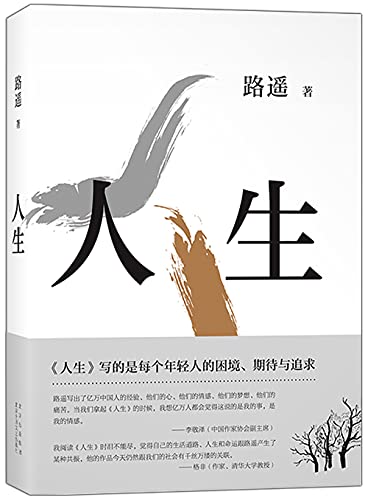 路遥 著
人生
路遥
著
人生
《人生》写的是每个年轻人的困境、期待与追求
路遥写出了亿万中国人的经验、他们的心、他们的情感、他们的梦想、他们的
痛苦。当我们拿起《人生》的时候，我想亿万人都会觉得这说的是我的事，是
我的情感。
——李敬泽（中国作家协会副主席）
我阅读《人生》时泪不能尽，觉得自己的生活道路、人生和命运跟路遥产生了
某种共振，他的作品今天仍然跟我们的社会有千丝万缕的关联。
——格非（作家、清华大学教授）